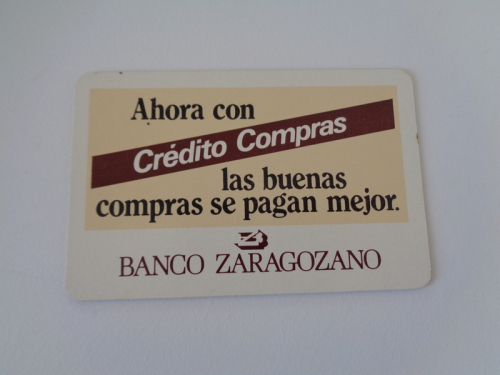 Ahora con
Crédito Compras
las buenas
compras se pagan mejor.
BANCO ZARAGOZANO